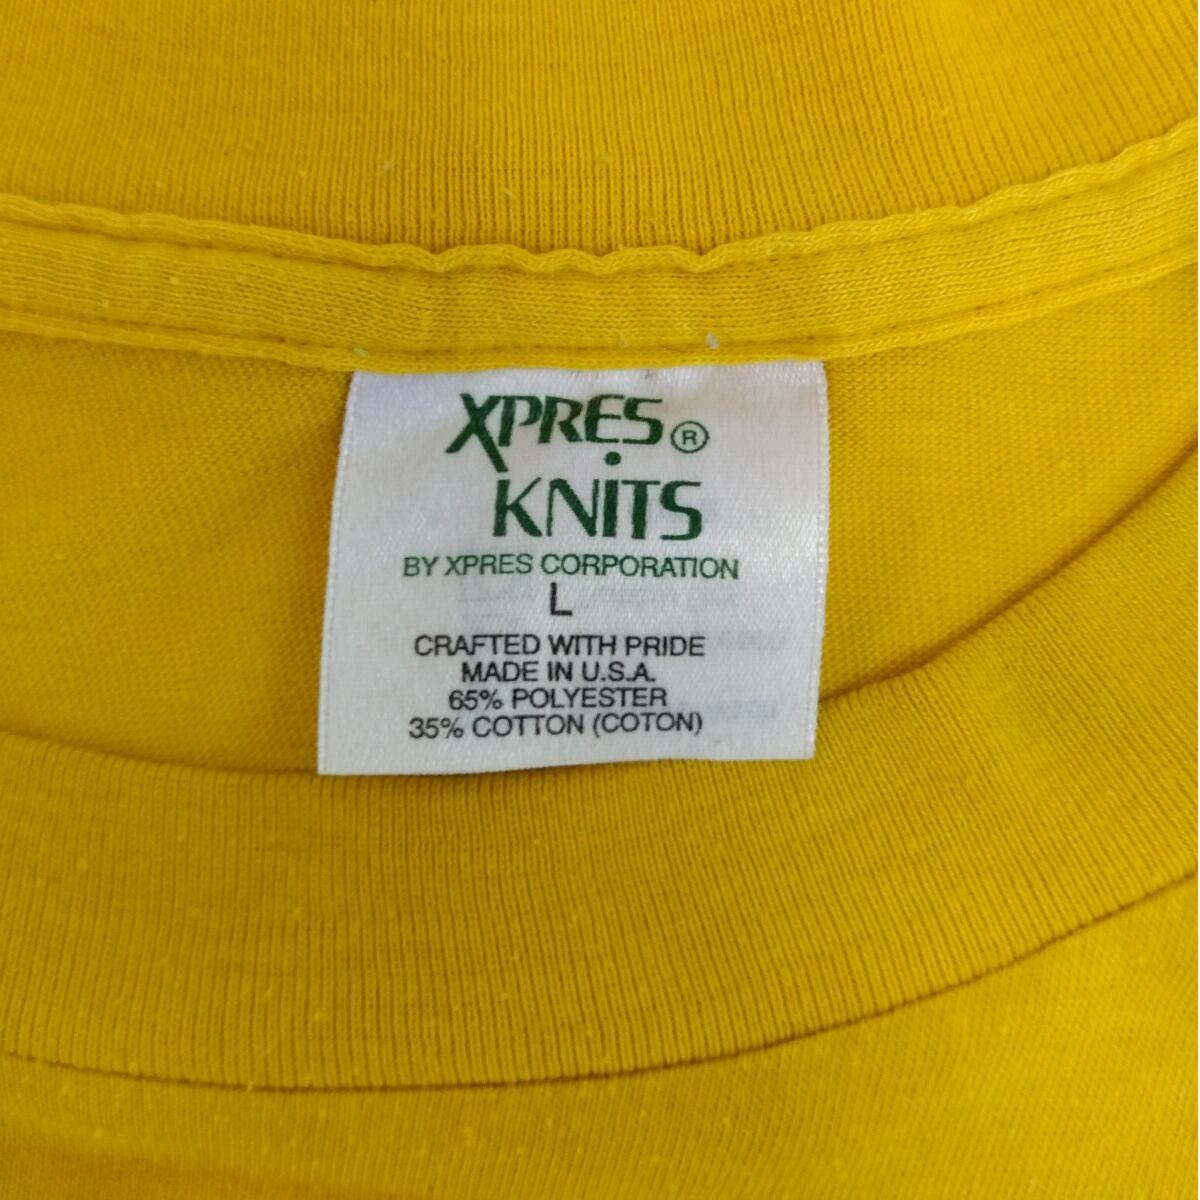 XPRES®
KNiTS
BY XPRES CORPORATION
L
CRAFTED WITH PRIDE
MADE IN U.S.A.
65% POLYESTER
35% COTTON (COTON)